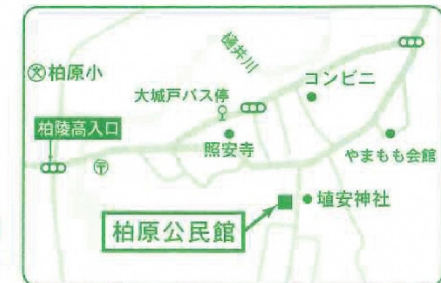 樋井川
文柏原小
大城戸バス停
コンビニ
柏陵高入口
照安寺
やまもも会館
〒
埴安神社
柏原公民館